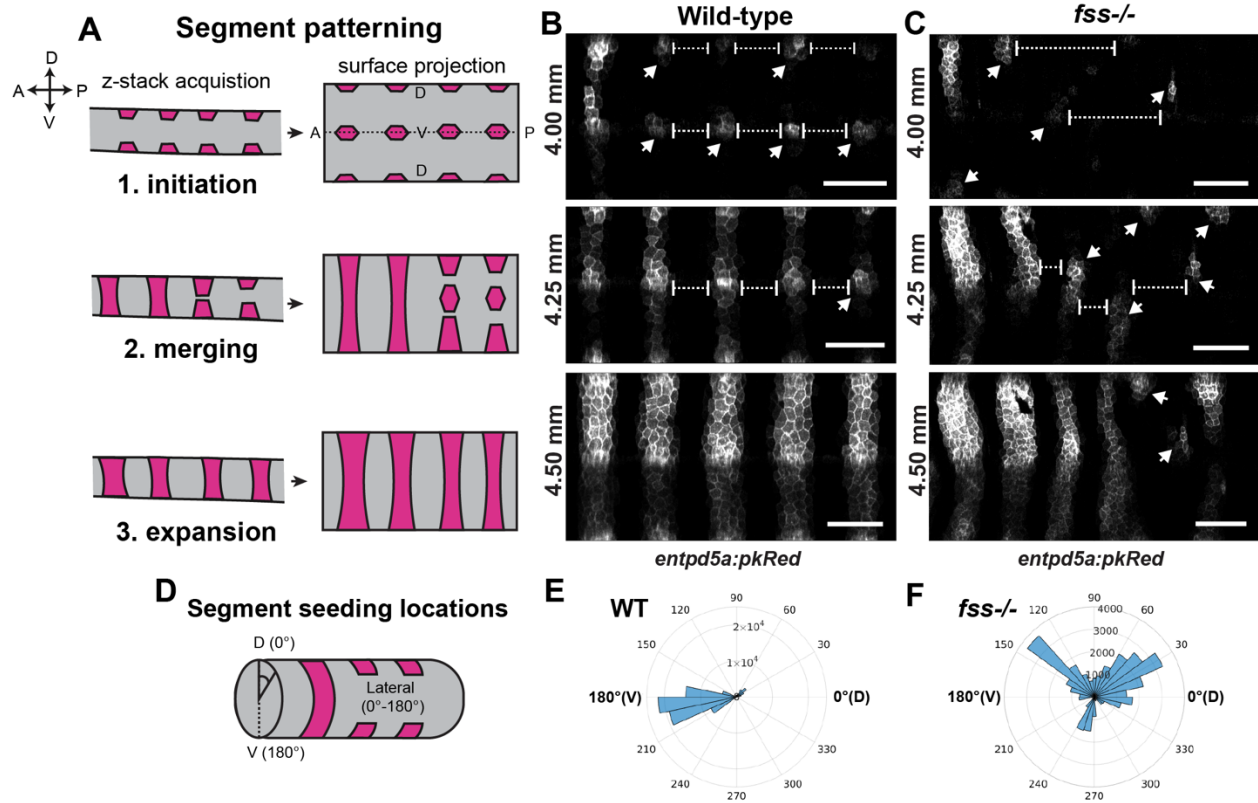 A Segment patterning
D
A P
V
z-stack acquistion
surface projection
D
A V P
D
1. initiation
2. merging
3. expansion
B Wild-type
4.00 mm
4.25 mm
4.50 mm
C fss-/-
4.00 mm
4.25 mm
4.50 mm
entpd5a:pkRed
D Segment seeding locations
D (0°)
Lateral
(0°-180°)
V (180°)
E WT
90
120 60
2×10⁴
150 30
1×10⁴
0
180°(V) 0°(D)
210 330
240 300
270
F fss-/-
90
120 4000 60
3000
150 2000 30
1000
180°(V) 0°(D)
210 330
240 300
270